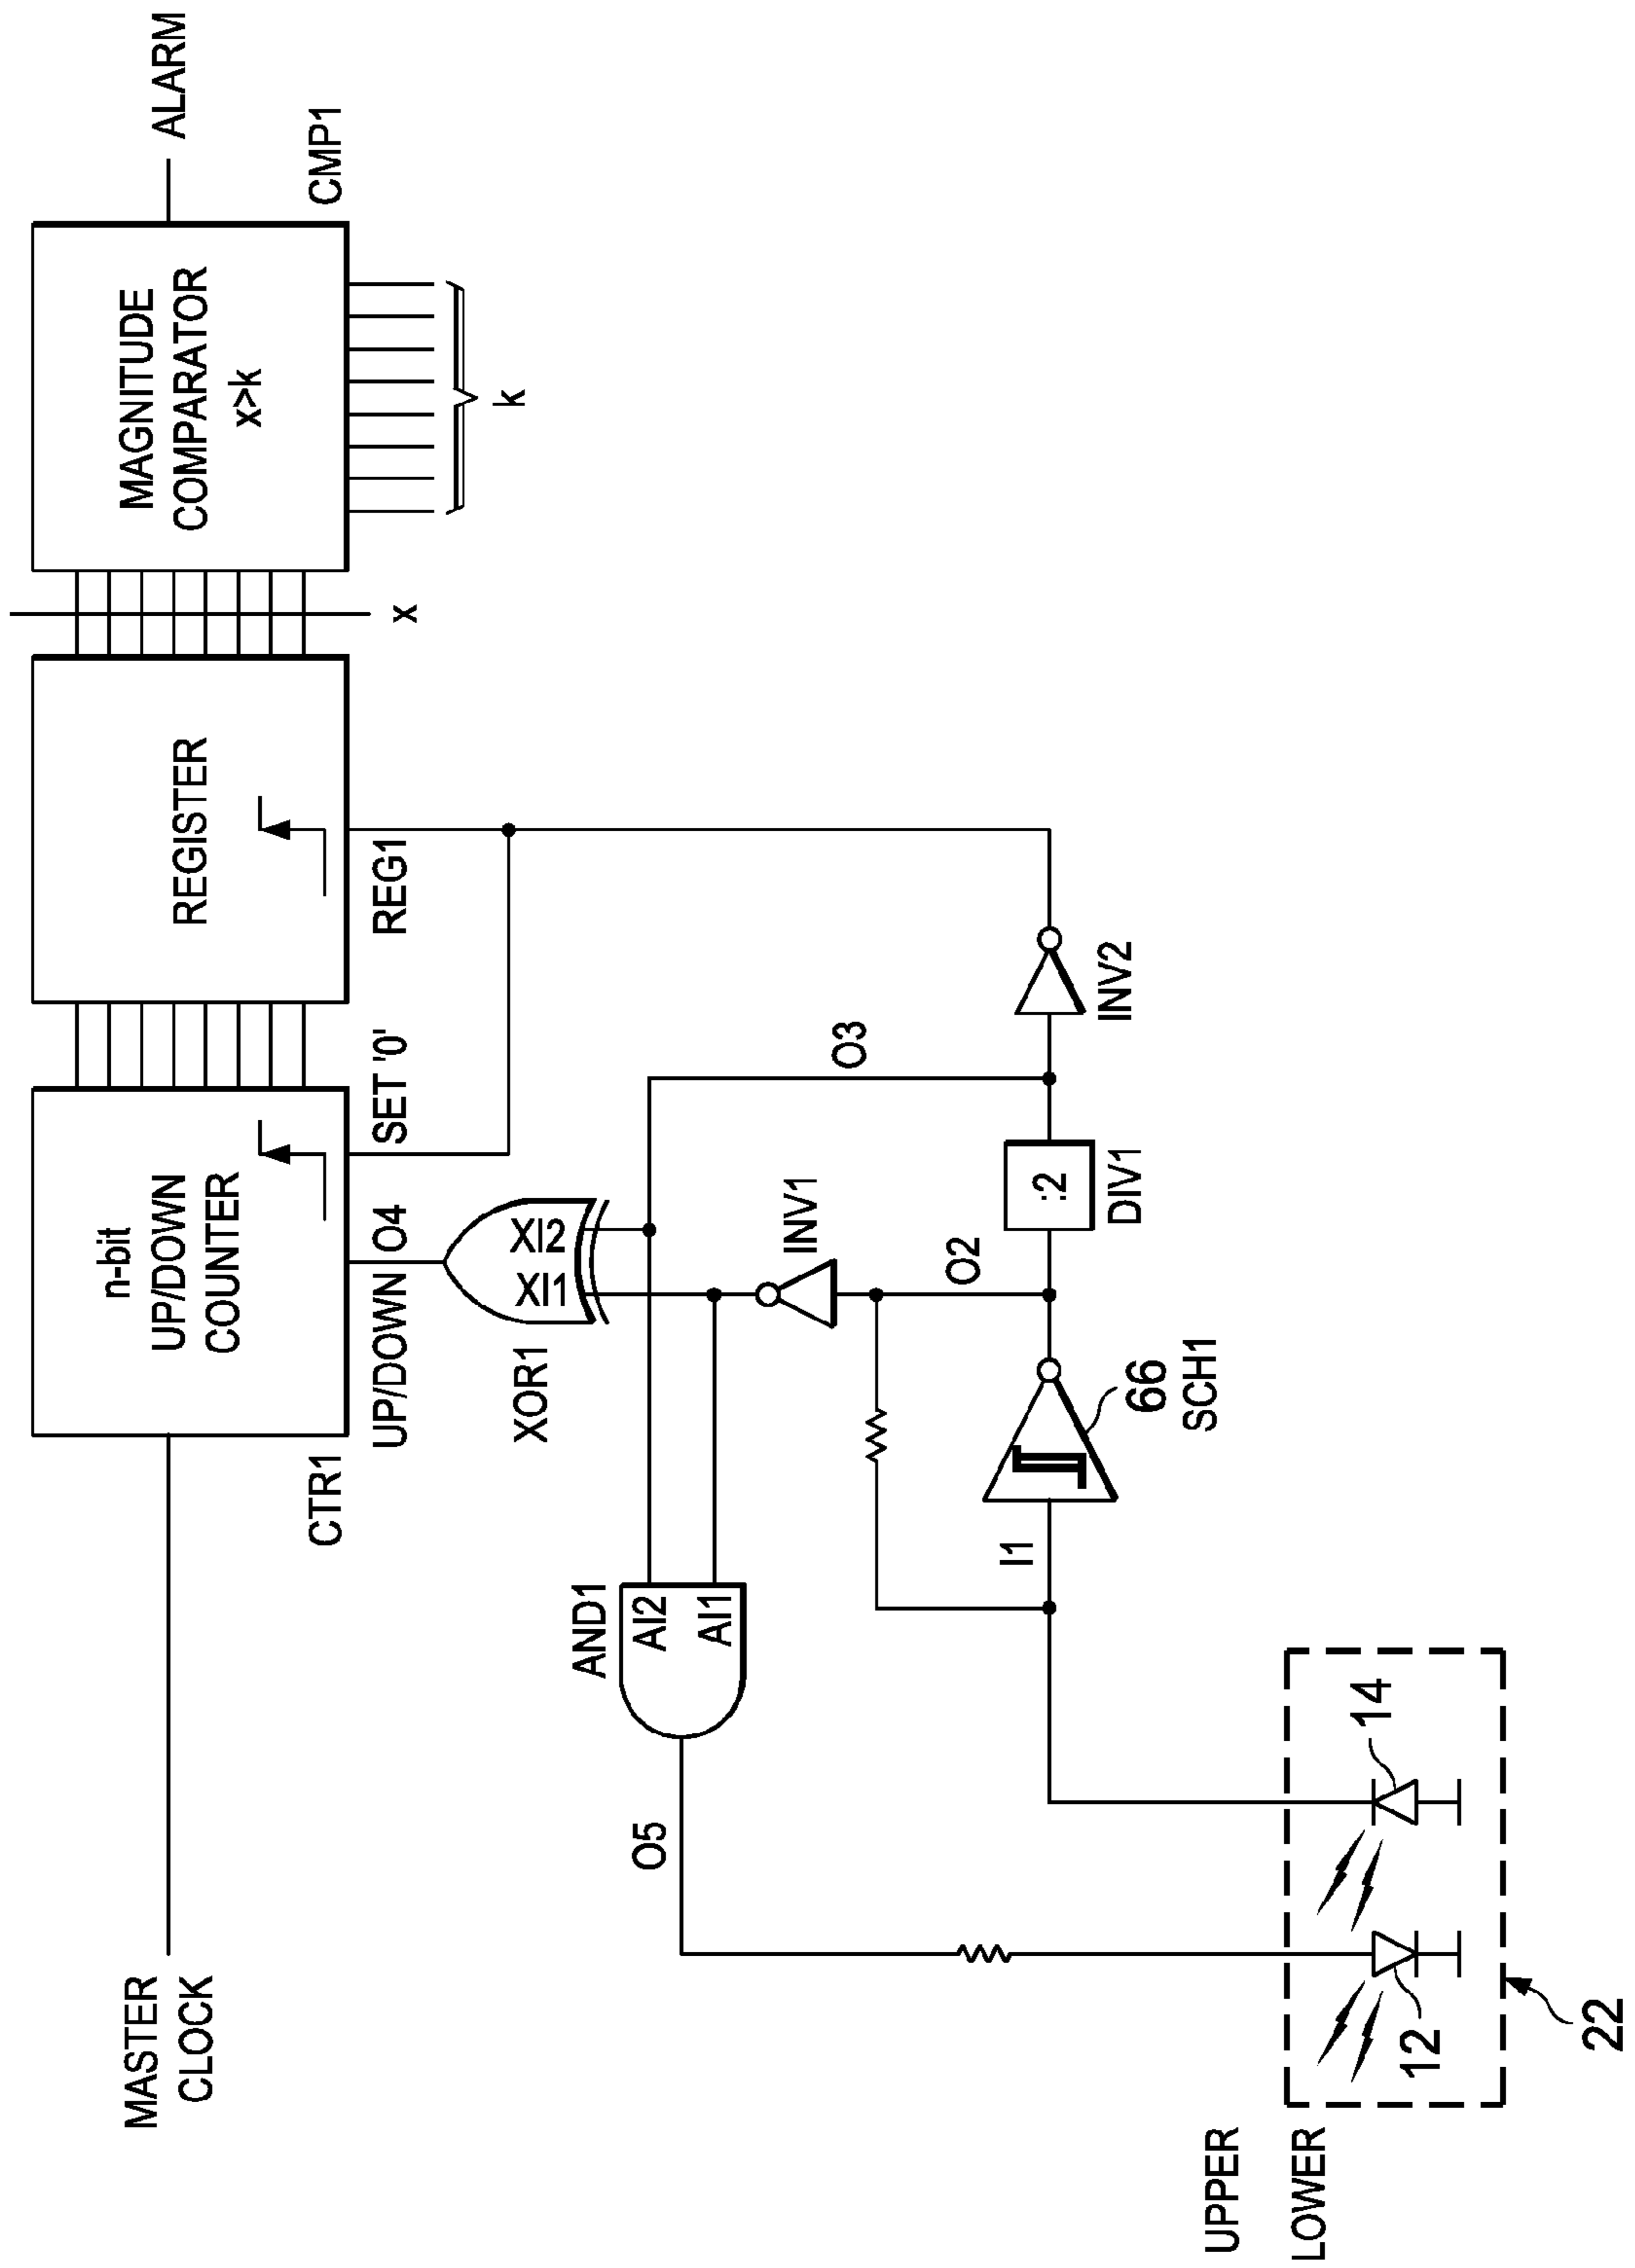 MASTER
CLOCK
n-bit
UP/DOWN
COUNTER
CTR1
UP/DOWN O4
SET '0'
REGISTER
REG1
x
MAGNITUDE
COMPARATOR
x>k
CMP1
k
ALARM
XOR1
XI1
XI2
AND1
AI2
AI1
INV1
O3
O5
O2
I1
66
SCH1
:2
DIV1
INV2
UPPER
LOWER
12
14
22